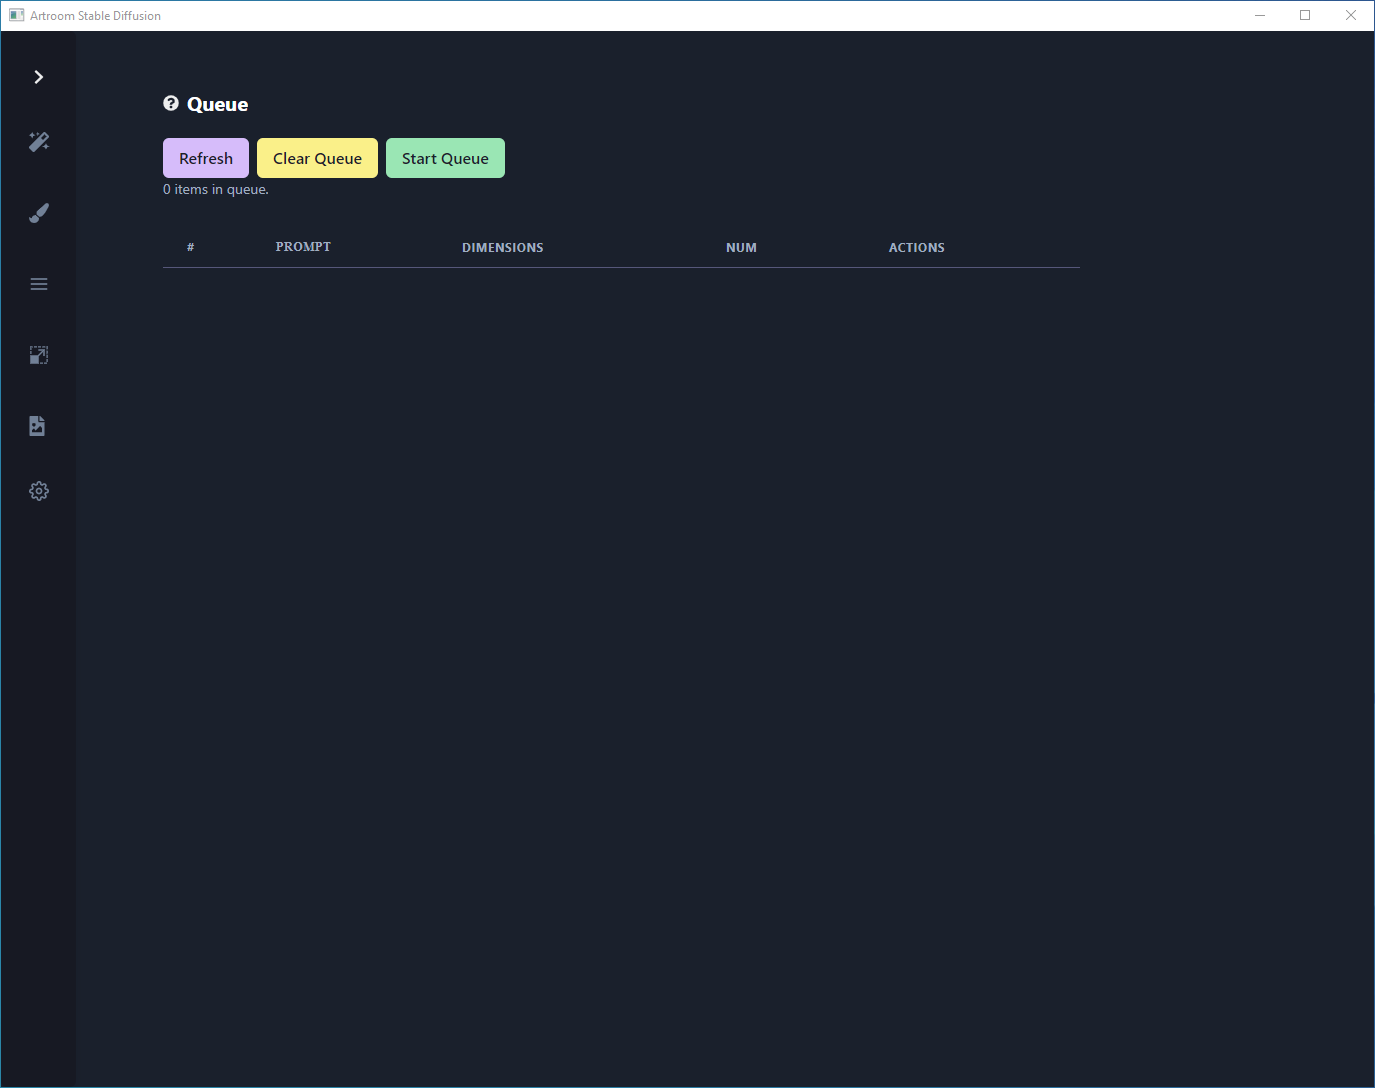 Artroom Stable Diffusion
Queue
Refresh Clear Queue Start Queue
0 items in queue.
# PROMPT DIMENSIONS NUM ACTIONS